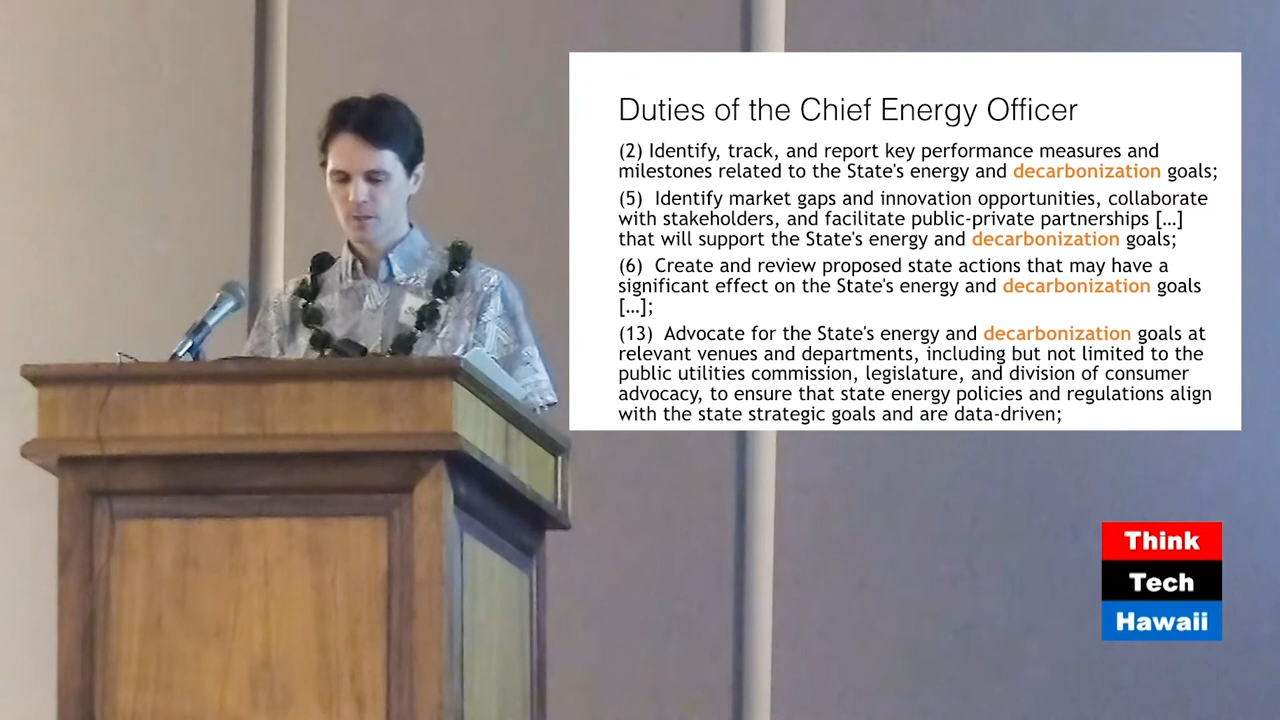 Duties of the Chief Energy Officer
(2) Identify, track, and report key performance measures and
milestones related to the State's energy and decarbonization goals;
(5) Identify market gaps and innovation opportunities, collaborate
with stakeholders, and facilitate public-private partnerships […]
that will support the State's energy and decarbonization goals;
(6) Create and review proposed state actions that may have a
significant effect on the State's energy and decarbonization goals
[…];
(13) Advocate for the State's energy and decarbonization goals at
relevant venues and departments, including but not limited to the
public utilities commission, legislature, and division of consumer
advocacy, to ensure that state energy policies and regulations align
with the state strategic goals and are data-driven;
Think
Tech
Hawaii